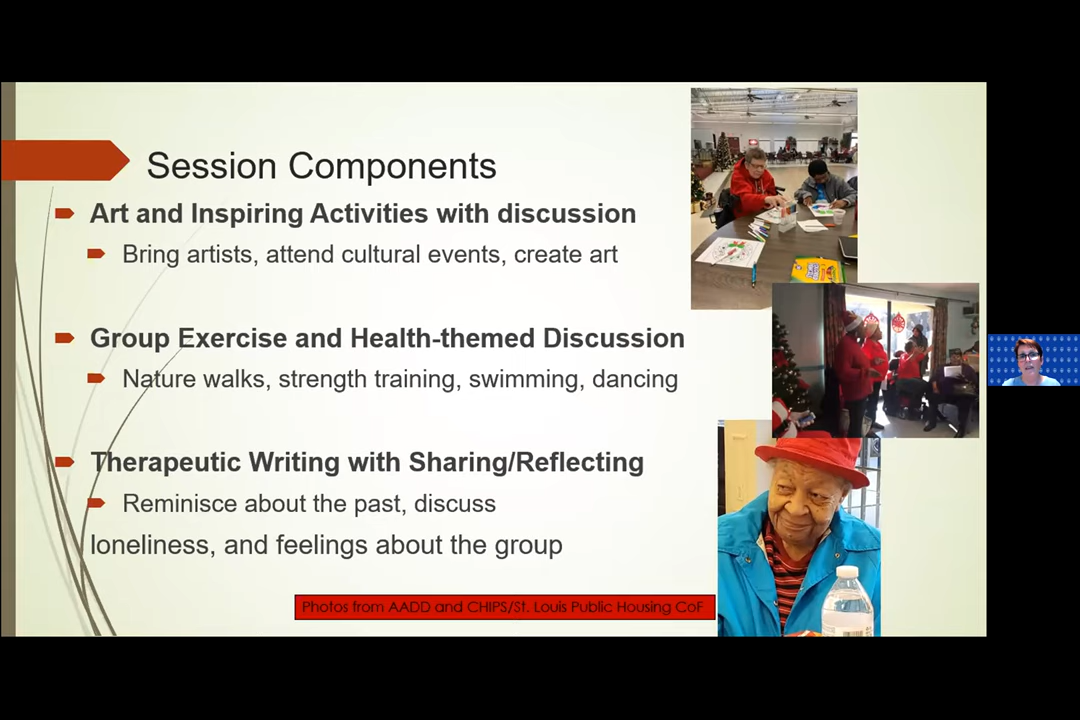 Session Components
Art and Inspiring Activities with discussion
Bring artists, attend cultural events, create art
Group Exercise and Health-themed Discussion
Nature walks, strength training, swimming, dancing
Therapeutic Writing with Sharing/Reflecting
Reminisce about the past, discuss
loneliness, and feelings about the group
Photos from AADD and CHIPS/St. Louis Public Housing CoF